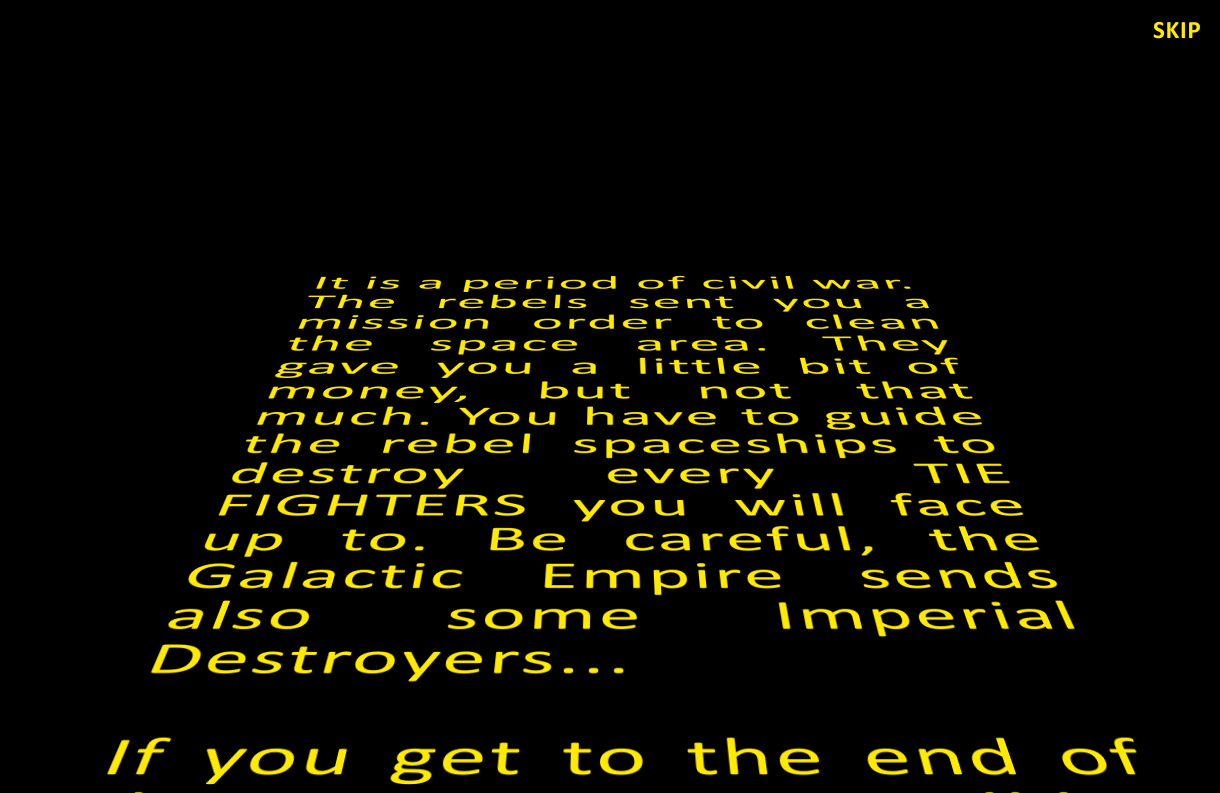 SKIP
It is a period of civil war.
The rebels sent you a
mission order to clean
the space area. They
gave you a little bit of
money, but not that
much. You have to guide
the rebel spaceships to
destroy every TIE
FIGHTERS you will face
up to. Be careful, the
Galactic Empire sends
also some Imperial
Destroyers...
If you get to the end of